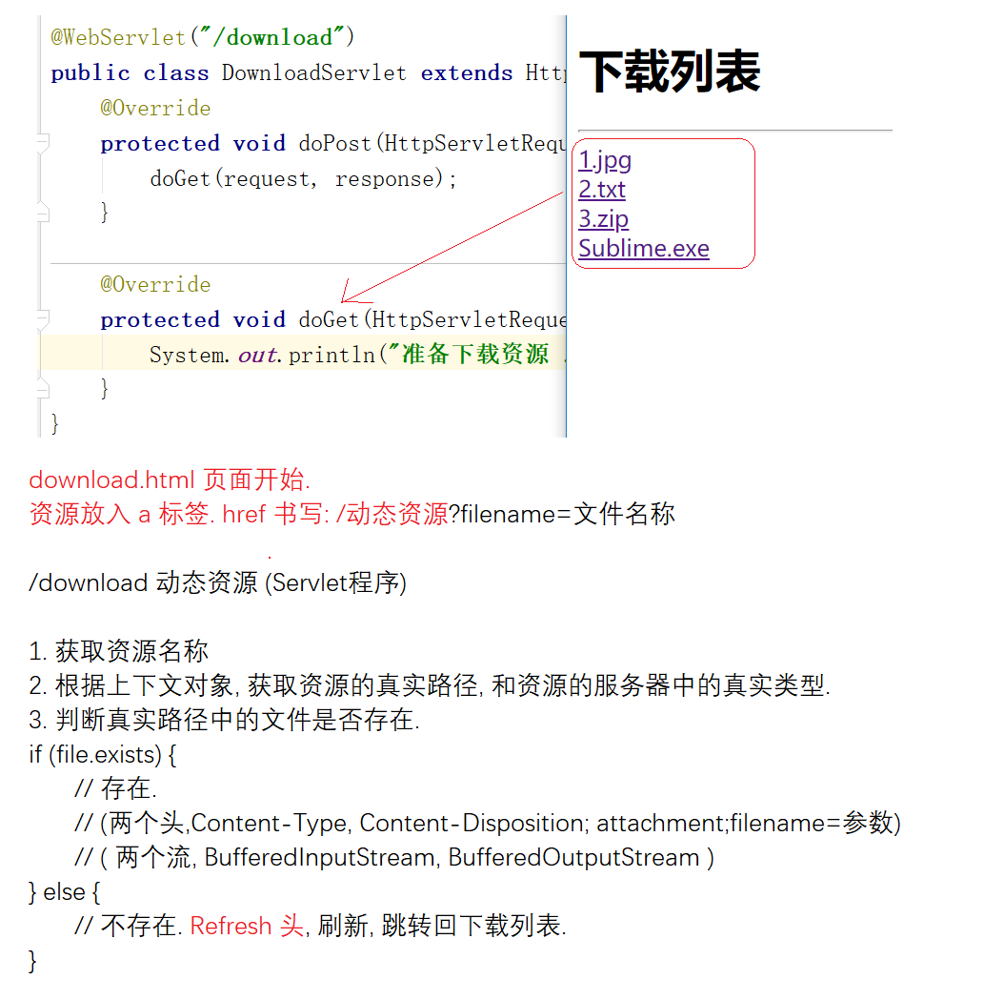 @WebServlet("/download")
public class DownloadServlet extends Http
@Override
protected void doPost(HttpServletRequ
doGet(request, response);
}
@Override
protected void doGet(HttpServletReque
System.out.println("准备下载资源
}
}
下载列表
1.jpg
2.txt
3.zip
Sublime.exe
download.html 页面开始.
资源放入 a 标签. href 书写: /动态资源?filename=文件名称
.
/download 动态资源 (Servlet程序)
1. 获取资源名称
2. 根据上下文对象, 获取资源的真实路径, 和资源的服务器中的真实类型.
3. 判断真实路径中的文件是否存在.
if (file.exists) {
// 存在.
// (两个头,Content-Type, Content-Disposition; attachment;filename=参数)
// ( 两个流, BufferedInputStream, BufferedOutputStream )
} else {
// 不存在. Refresh 头, 刷新, 跳转回下载列表.
}